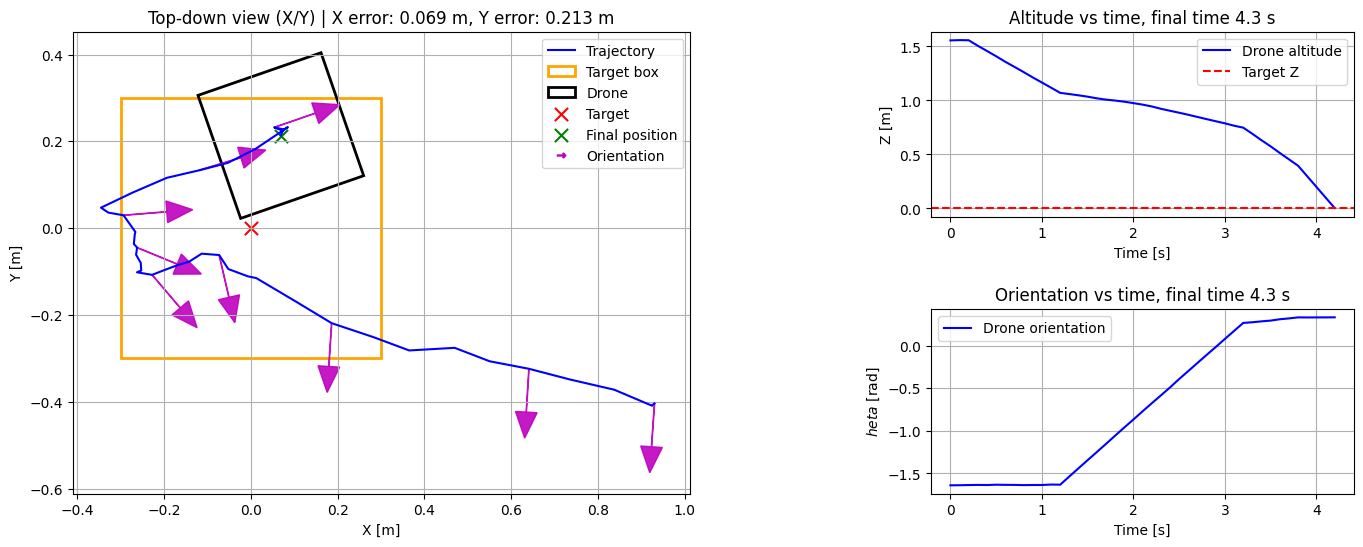 Top-down view (X/Y) | X error: 0.069 m, Y error: 0.213 m
0.4
0.2
0.0
−0.2
−0.4
−0.6
Y [m]
−0.4
−0.2
0.0
0.2
0.4
0.6
0.8
1.0
X [m]
Trajectory
Target box
Drone
Target
Final position
Orientation
Altitude vs time, final time 4.3 s
1.5
1.0
0.5
0.0
Z [m]
0
1
2
3
4
Time [s]
Drone altitude
Target Z
Orientation vs time, final time 4.3 s
0.0
−0.5
−1.0
−1.5
heta [rad]
0
1
2
3
4
Time [s]
Drone orientation